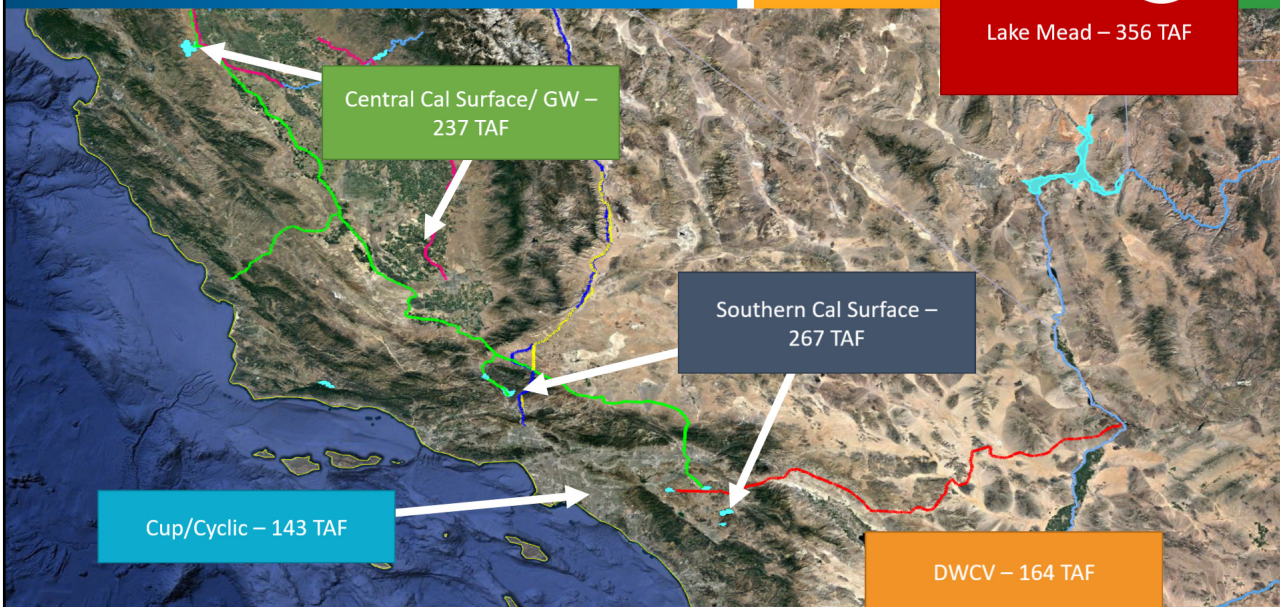 Lake Mead – 356 TAF
Central Cal Surface/ GW –
237 TAF
Southern Cal Surface –
267 TAF
Cup/Cyclic – 143 TAF
DWCV – 164 TAF